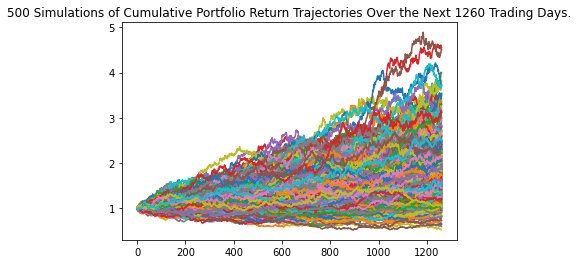 500 Simulations of Cumulative Portfolio Return Trajectories Over the Next 1260 Trading Days.
5
4
3
2
1
0 200 400 600 800 1000 1200